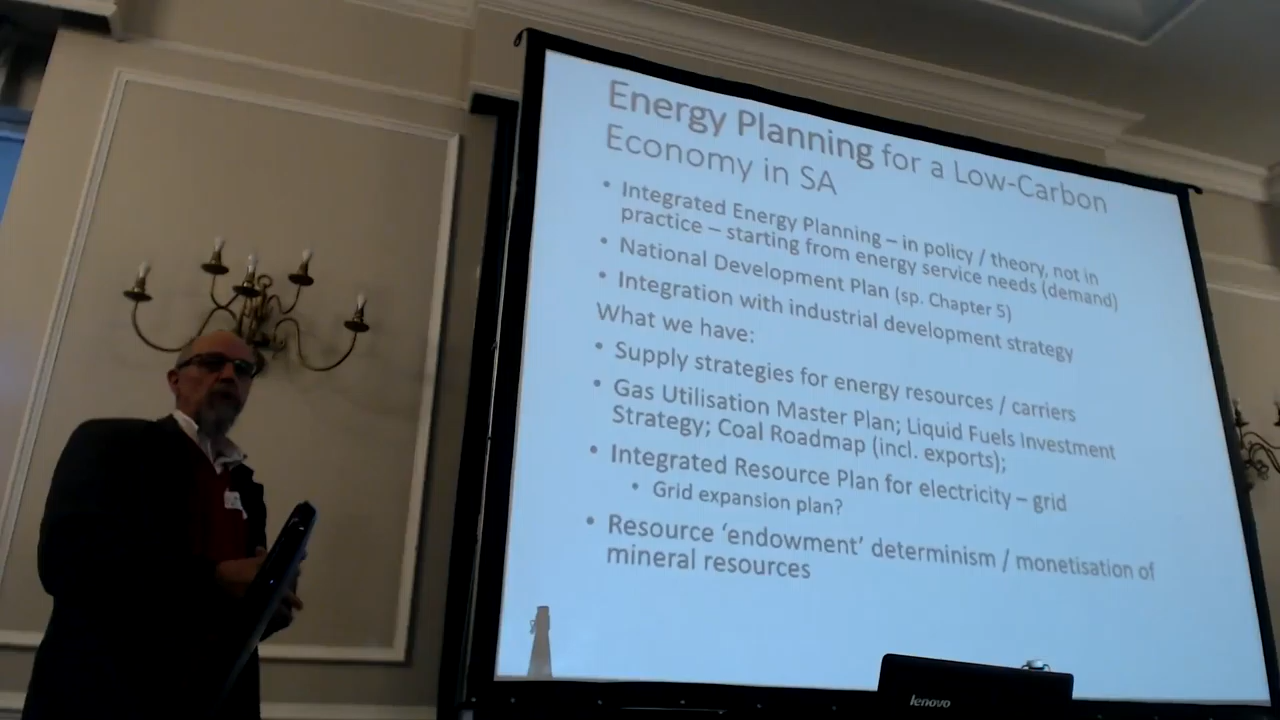 Energy Planning for a Low-Carbon
Economy in SA
• Integrated Energy Planning – in policy / theory, not in
practice – starting from energy service needs (demand)
• National Development Plan (sp. Chapter 5)
• Integration with industrial development strategy
What we have:
• Supply strategies for energy resources / carriers
• Gas Utilisation Master Plan; Liquid Fuels Investment
Strategy; Coal Roadmap (incl. exports);
• Integrated Resource Plan for electricity – grid
• Grid expansion plan?
• Resource ‘endowment’ determinism / monetisation of
mineral resources
lenovo